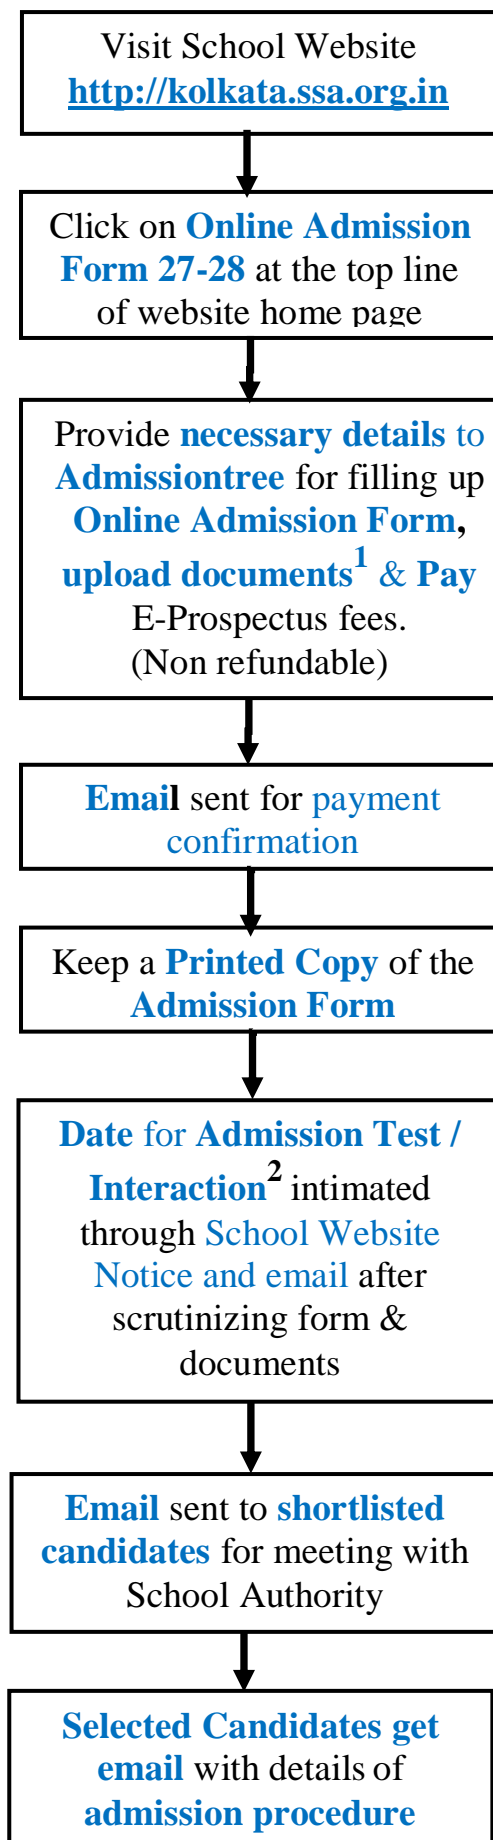 Visit School Website
http://kolkata.ssa.org.in
Click on Online Admission
Form 27-28 at the top line
of website home page
Provide necessary details to
Admissiontree for filling up
Online Admission Form,
upload documents¹ & Pay
E-Prospectus fees.
(Non refundable)
Email sent for payment
confirmation
Keep a Printed Copy of the
Admission Form
Date for Admission Test /
Interaction² intimated
through School Website
Notice and email after
scrutinizing form &
documents
Email sent to shortlisted
candidates for meeting with
School Authority
Selected Candidates get
email with details of
admission procedure